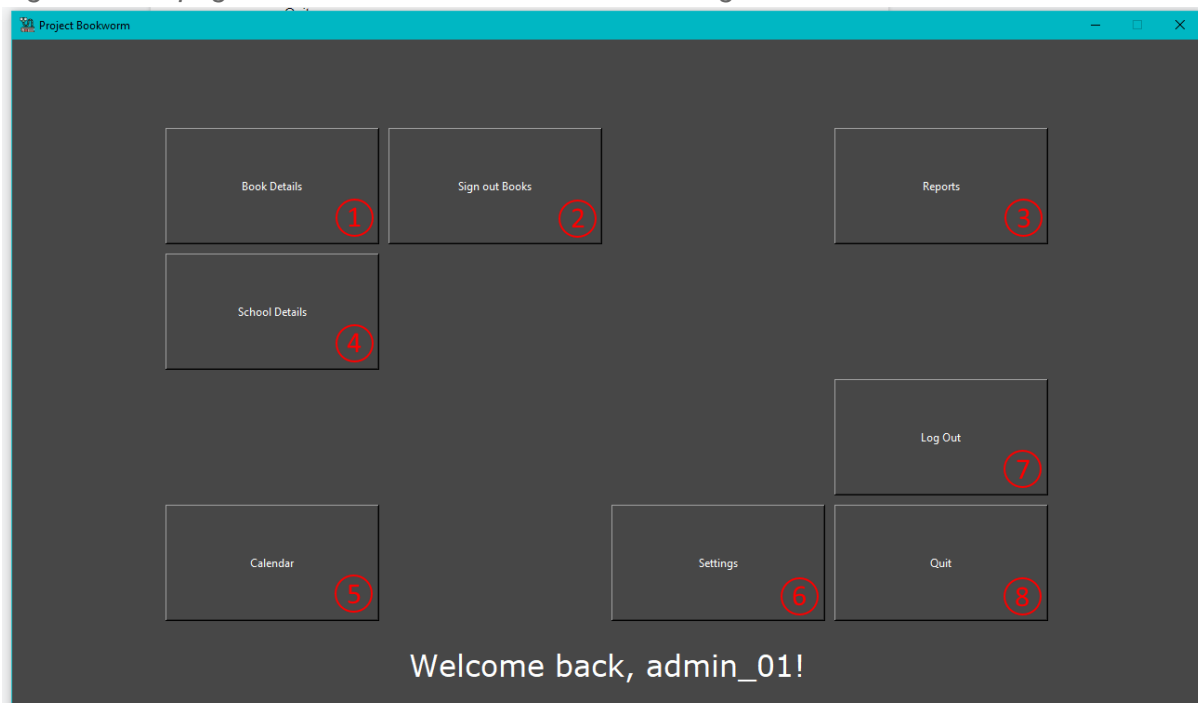 Project Bookworm
Book Details
①
Sign out Books
②
Reports
③
School Details
④
Log Out
⑦
Calendar
⑤
Settings
⑥
Quit
⑧
Welcome back, admin_01!